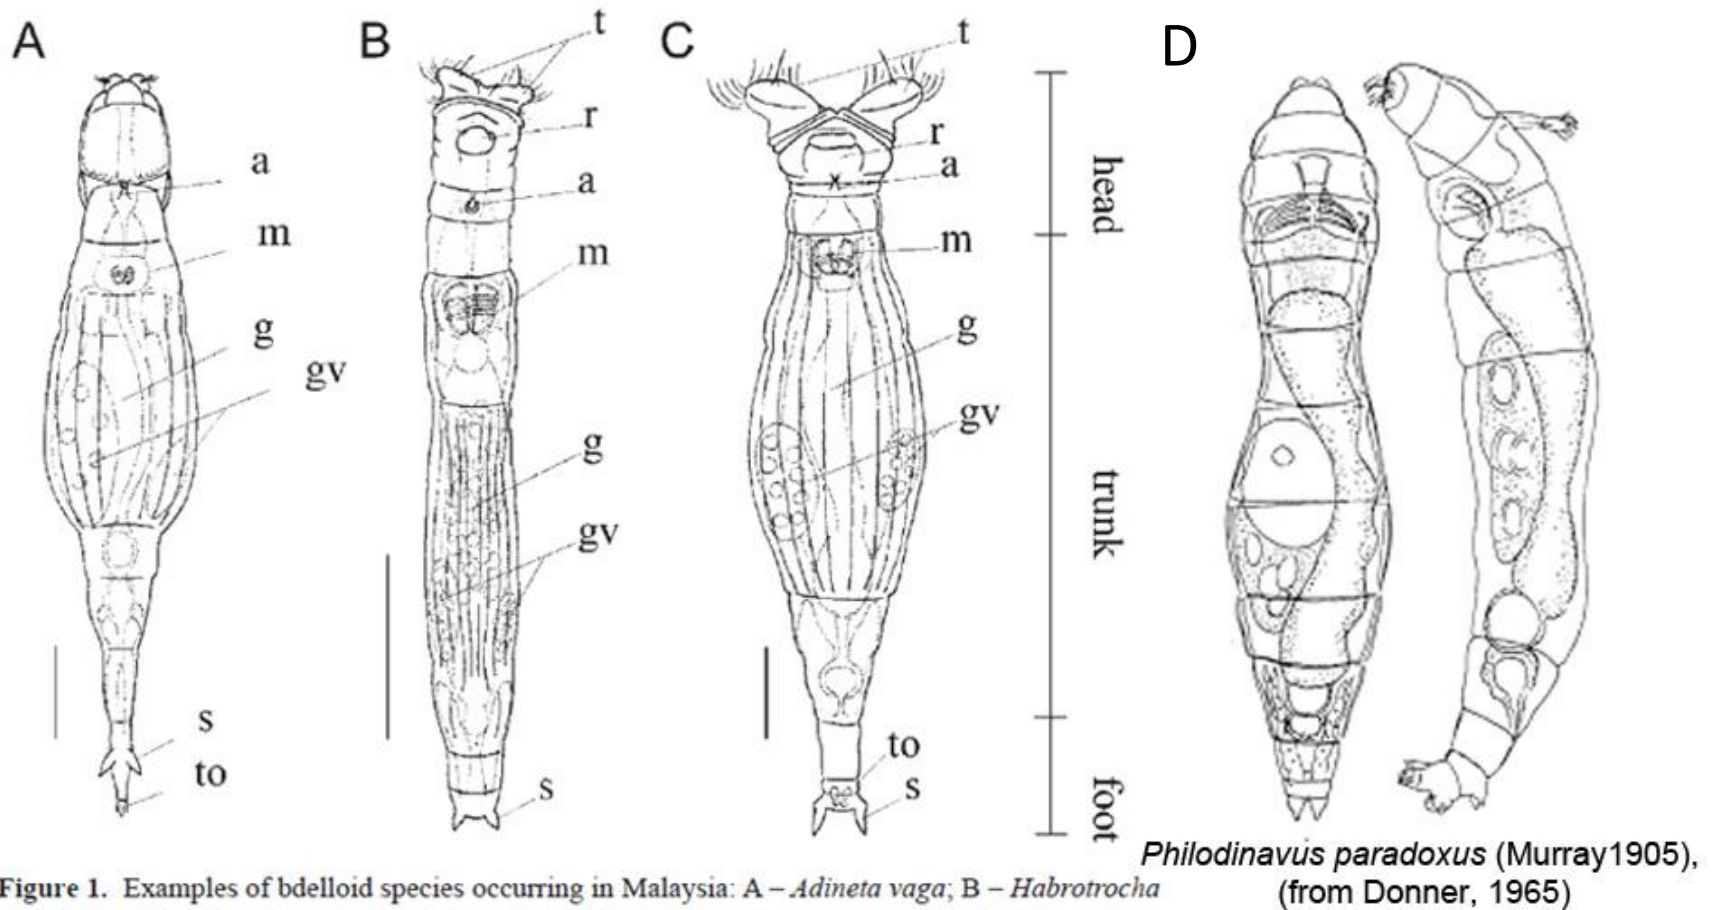 A
a
m
g
gv
s
to
B
t
r
a
m
g
gv
s
C
t
r
a
m
g
gv
to
s
head
trunk
foot
D
Philodinavus paradoxus (Murray1905),
(from Donner, 1965)
Figure 1. Examples of bdelloid species occurring in Malaysia: A – Adineta vaga; B – Habrotrocha